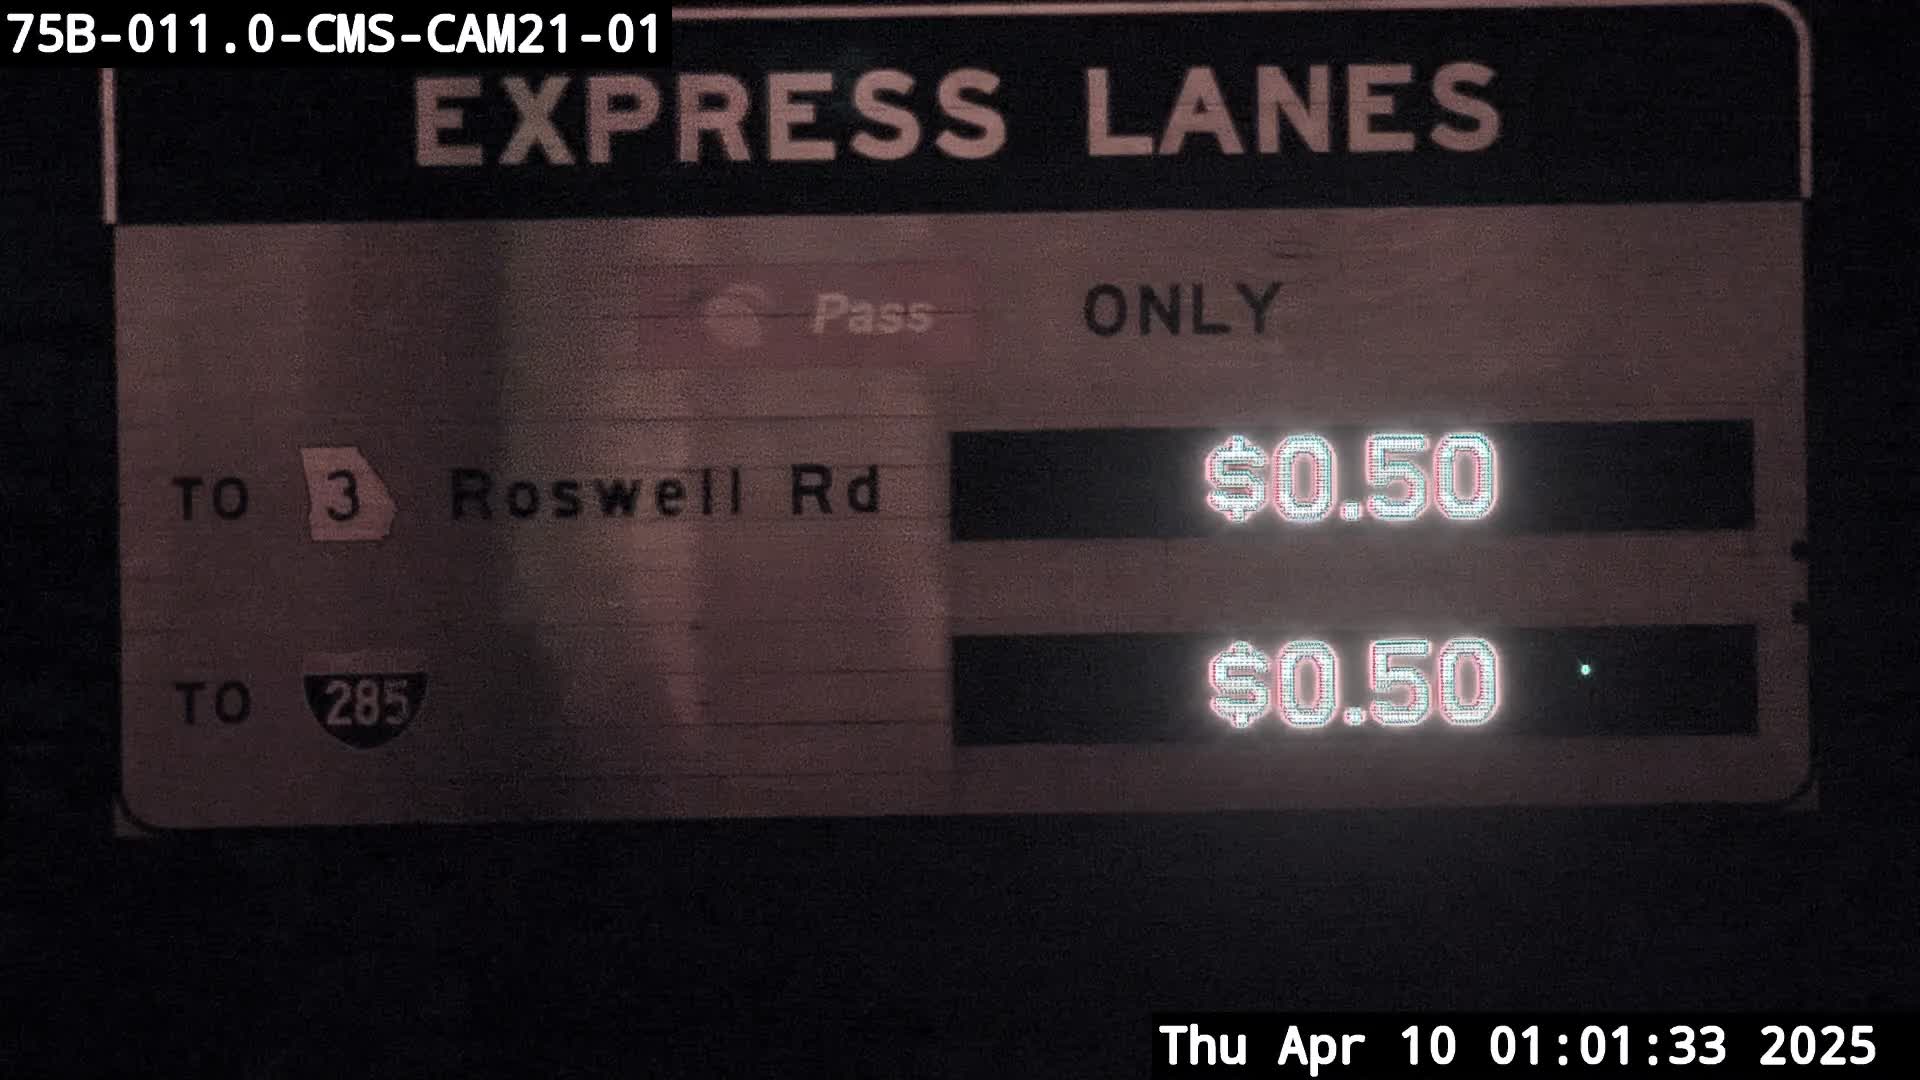 75B-011.0-CMS-CAM21-01
EXPRESS LANES
Pass ONLY
TO 3 Roswell Rd $0.50
TO 285 $0.50
Thu Apr 10 01:01:33 2025